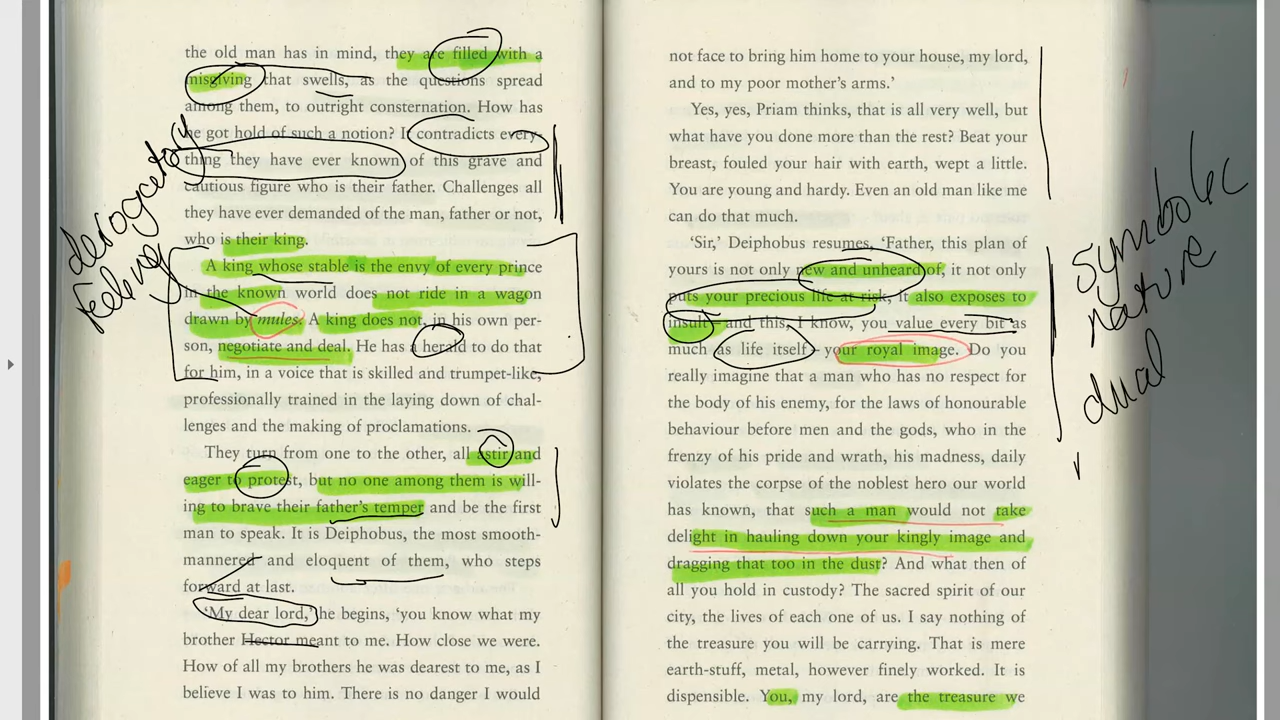 the old man has in mind, they are filled with a
misgiving that swells, as the questions spread
among them, to outright consternation. How has
he got hold of such a notion? It contradicts every-
thing they have ever known of this grave and
cautious figure who is their father. Challenges all
they have ever demanded of the man, father or not,
who is their king.
A king whose stable is the envy of every prince
in the known world does not ride in a wagon
drawn by mules. A king does not, in his own per-
son, negotiate and deal. He has a herald to do that
for him, in a voice that is skilled and trumpet-like,
professionally trained in the laying down of chal-
lenges and the making of proclamations.
They turn from one to the other, all astir and
eager to protest, but no one among them is will-
ing to brave their father's temper and be the first
man to speak. It is Deiphobus, the most smooth-
mannered and eloquent of them, who steps
forward at last.
'My dear lord,' he begins, 'you know what my
brother Hector meant to me. How close we were.
How of all my brothers he was dearest to me, as I
believe I was to him. There is no danger I would
derogcetory
feeling
not face to bring him home to your house, my lord,
and to my poor mother's arms.'
Yes, yes, Priam thinks, that is all very well, but
what have you done more than the rest? Beat your
breast, fouled your hair with earth, wept a little.
You are young and hardy. Even an old man like me
can do that much.
'Sir,' Deiphobus resumes, 'Father, this plan of
yours is not only new and unheard of, it not only
puts your precious life at risk, it also exposes to
insult – and this, I know, you value every bit as
much as life itself – your royal image. Do you
really imagine that a man who has no respect for
the body of his enemy, for the laws of honourable
behaviour before men and the gods, who in the
frenzy of his pride and wrath, his madness, daily
violates the corpse of the noblest hero our world
has known, that such a man would not take
delight in hauling down your kingly image and
dragging that too in the dust? And what then of
all you hold in custody? The sacred spirit of our
city, the lives of each one of us. I say nothing of
the treasure you will be carrying. That is mere
earth-stuff, metal, however finely worked. It is
dispensible. You, my lord, are the treasure we
symbolic
nature
dual